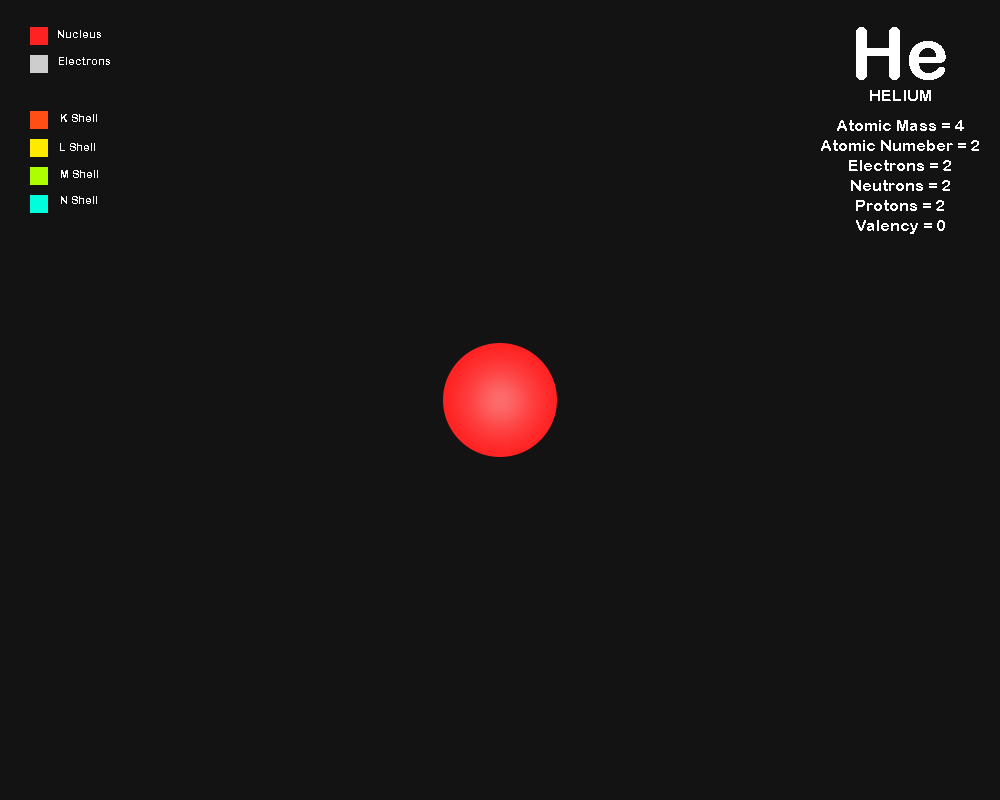 Nucleus
Electrons
K Shell
L Shell
M Shell
N Shell
He
HELIUM
Atomic Mass = 4
Atomic Numeber = 2
Electrons = 2
Neutrons = 2
Protons = 2
Valency = 0